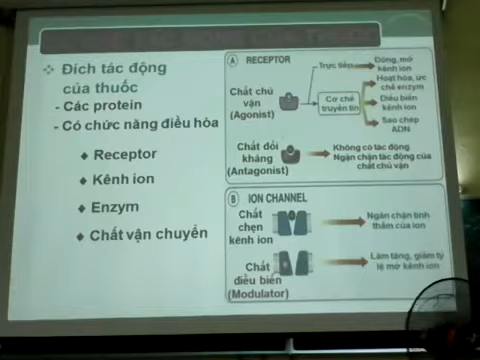 ❖ Đích tác động
của thuốc
- Các protein
- Có chức năng điều hòa
♦ Receptor
♦ Kênh ion
♦ Enzym
♦ Chất vận chuyển
A RECEPTOR
Chất chủ
vận
(Agonist)
Trực tiếp
Đóng, mở
kênh ion
Cơ chế
truyền tin
Hoạt hóa, ức
chế enzym
Điều biến
kênh ion
Sao chép
ADN
Chất đối
kháng
(Antagonist)
Không có tác động
Ngăn chặn tác động của
chất chủ vận
B ION CHANNEL
Chất
chẹn
kênh ion
Ngăn chặn tính
thấm của ion
Chất
điều biến
(Modulator)
Làm tăng, giảm tỷ
lệ mở kênh ion